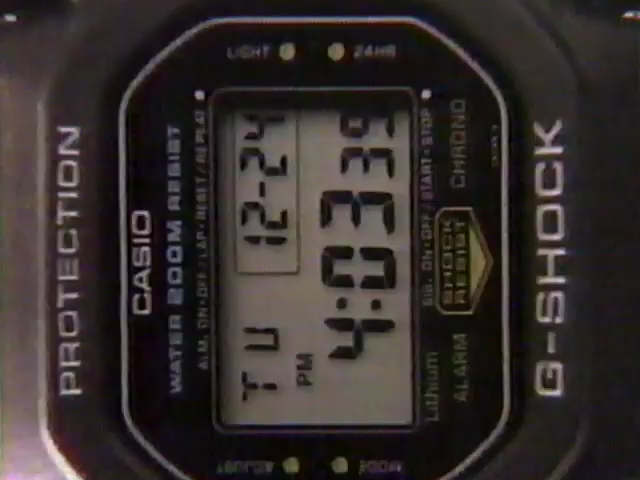 PROTECTION
CASIO
WATER 200M RESIST
ALM. ON·OFF/LAP·RESET/REPEAT
TU 12-24
PM 4:03 39
SIG. ON·OFF/START·STOP
Lithium
ALARM CHRONO
SHOCK
RESIST
G-SHOCK
LIGHT
24HR
ADJUST
MODE